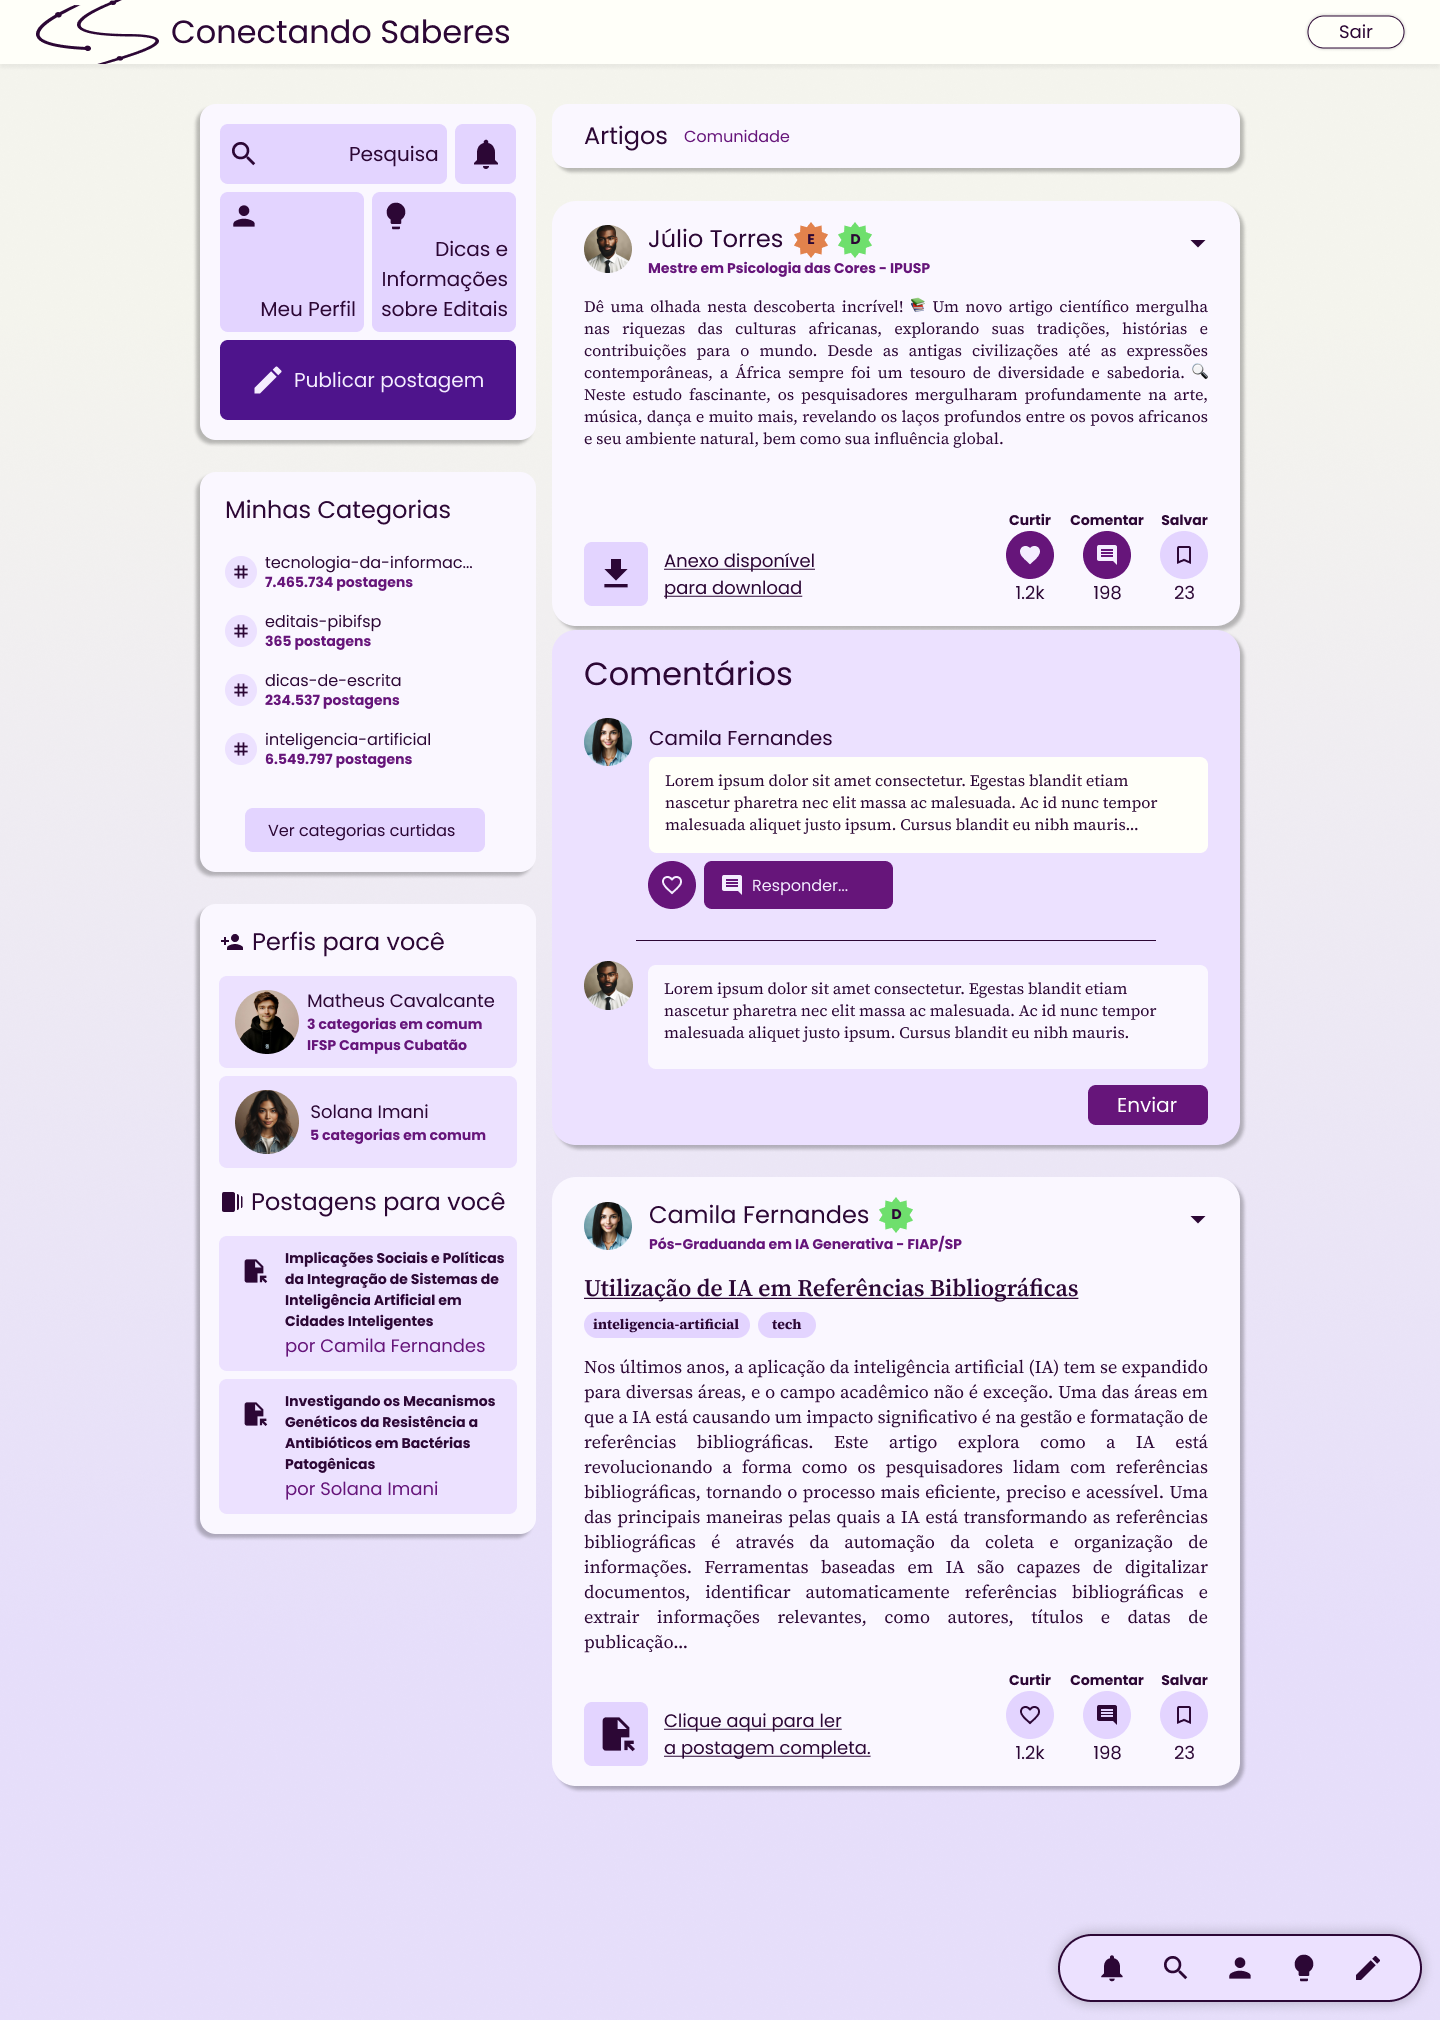 Conectando Saberes
Sair
Pesquisa
Meu Perfil
Dicas e
Informações
sobre Editais
Publicar postagem
Minhas Categorias
tecnologia-da-informac...
7.465.734 postagens
editais-pibifsp
365 postagens
dicas-de-escrita
234.537 postagens
inteligencia-artificial
6.549.797 postagens
Ver categorias curtidas
Perfis para você
Matheus Cavalcante
3 categorias em comum
IFSP Campus Cubatão
Solana Imani
5 categorias em comum
Postagens para você
Implicações Sociais e Políticas
da Integração de Sistemas de
Inteligência Artificial em
Cidades Inteligentes
por Camila Fernandes
Investigando os Mecanismos
Genéticos da Resistência a
Antibióticos em Bactérias
Patogênicas
por Solana Imani
Artigos Comunidade
Júlio Torres E D
Mestre em Psicologia das Cores - IPUSP
Dê uma olhada nesta descoberta incrível! 📚 Um novo artigo científico mergulha
nas riquezas das culturas africanas, explorando suas tradições, histórias e
contribuições para o mundo. Desde as antigas civilizações até as expressões
contemporâneas, a África sempre foi um tesouro de diversidade e sabedoria. 🔍
Neste estudo fascinante, os pesquisadores mergulharam profundamente na arte,
música, dança e muito mais, revelando os laços profundos entre os povos africanos
e seu ambiente natural, bem como sua influência global.
Anexo disponível
para download
Curtir Comentar Salvar
1.2k 198 23
Comentários
Camila Fernandes
Lorem ipsum dolor sit amet consectetur. Egestas blandit etiam
nascetur pharetra nec elit massa ac malesuada. Ac id nunc tempor
malesuada aliquet justo ipsum. Cursus blandit eu nibh mauris...
Responder...
Lorem ipsum dolor sit amet consectetur. Egestas blandit etiam
nascetur pharetra nec elit massa ac malesuada. Ac id nunc tempor
malesuada aliquet justo ipsum. Cursus blandit eu nibh mauris.
Enviar
Camila Fernandes D
Pós-Graduanda em IA Generativa - FIAP/SP
Utilização de IA em Referências Bibliográficas
inteligencia-artificial tech
Nos últimos anos, a aplicação da inteligência artificial (IA) tem se expandido
para diversas áreas, e o campo acadêmico não é exceção. Uma das áreas em
que a IA está causando um impacto significativo é na gestão e formatação de
referências bibliográficas. Este artigo explora como a IA está
revolucionando a forma como os pesquisadores lidam com referências
bibliográficas, tornando o processo mais eficiente, preciso e acessível. Uma
das principais maneiras pelas quais a IA está transformando as referências
bibliográficas é através da automação da coleta e organização de
informações. Ferramentas baseadas em IA são capazes de digitalizar
documentos, identificar automaticamente referências bibliográficas e
extrair informações relevantes, como autores, títulos e datas de
publicação...
Clique aqui para ler
a postagem completa.
Curtir Comentar Salvar
1.2k 198 23